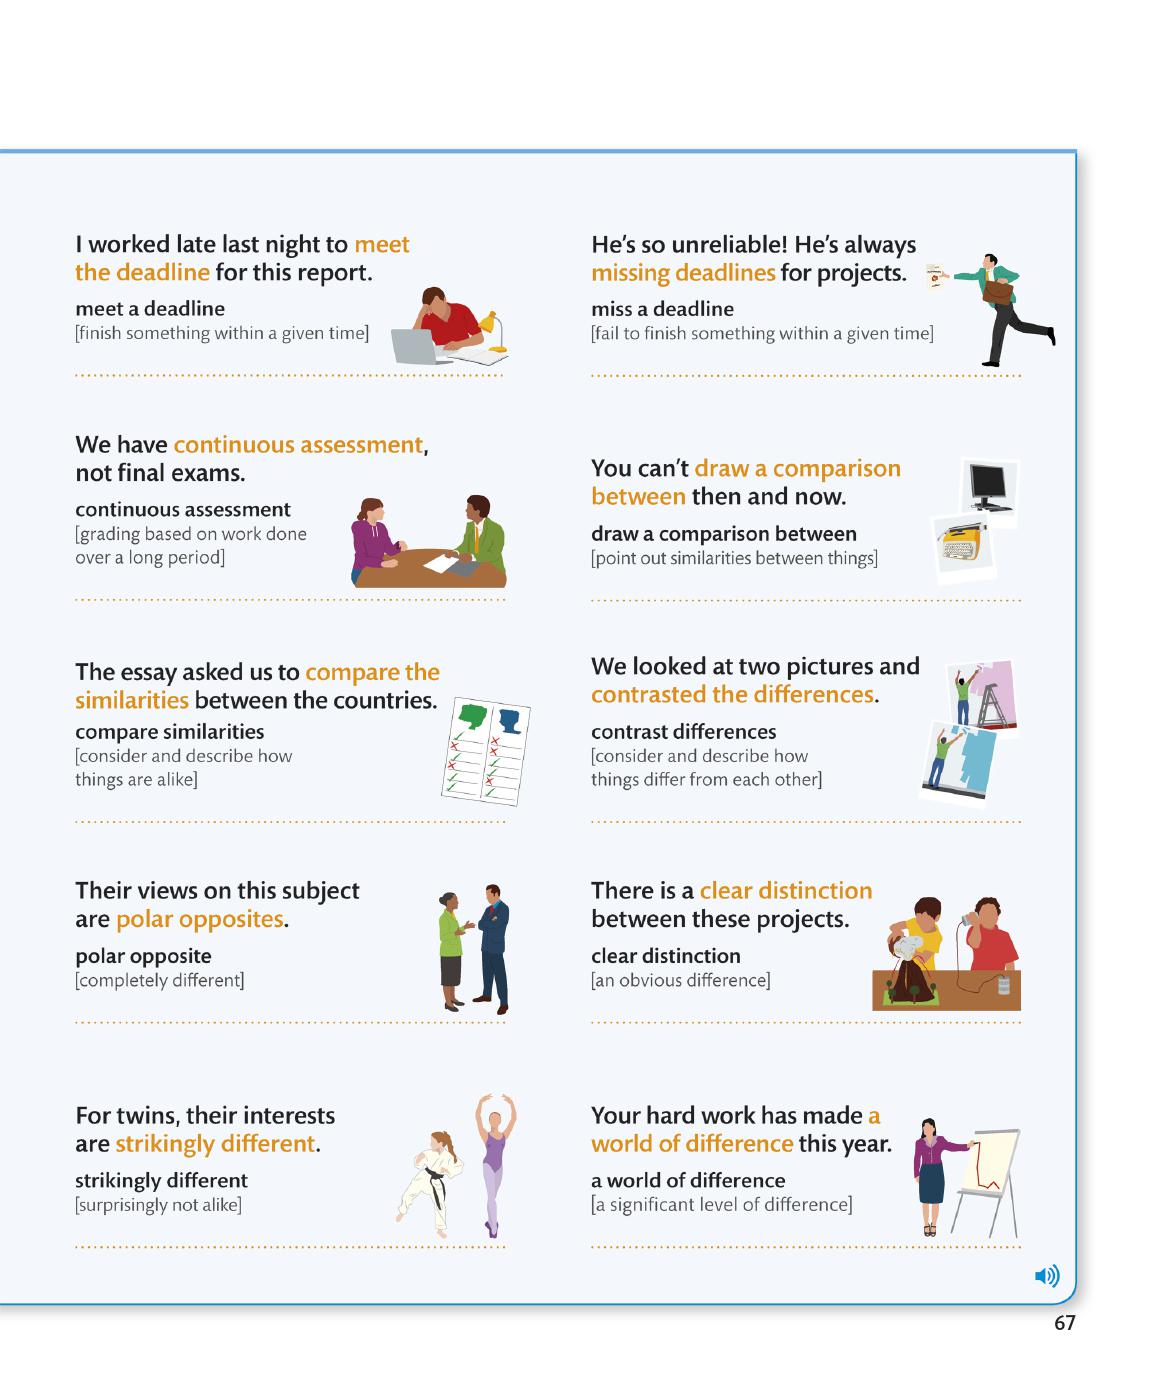 I worked late last night to meet
the deadline for this report.
meet a deadline
[finish something within a given time]
He's so unreliable! He's always
missing deadlines for projects.
miss a deadline
[fail to finish something within a given time]
We have continuous assessment,
not final exams.
continuous assessment
[grading based on work done
over a long period]
You can't draw a comparison
between then and now.
draw a comparison between
[point out similarities between things]
The essay asked us to compare the
similarities between the countries.
compare similarities
[consider and describe how
things are alike]
We looked at two pictures and
contrasted the differences.
contrast differences
[consider and describe how
things differ from each other]
Their views on this subject
are polar opposites.
polar opposite
[completely different]
There is a clear distinction
between these projects.
clear distinction
[an obvious difference]
For twins, their interests
are strikingly different.
strikingly different
[surprisingly not alike]
Your hard work has made a
world of difference this year.
a world of difference
[a significant level of difference]
67